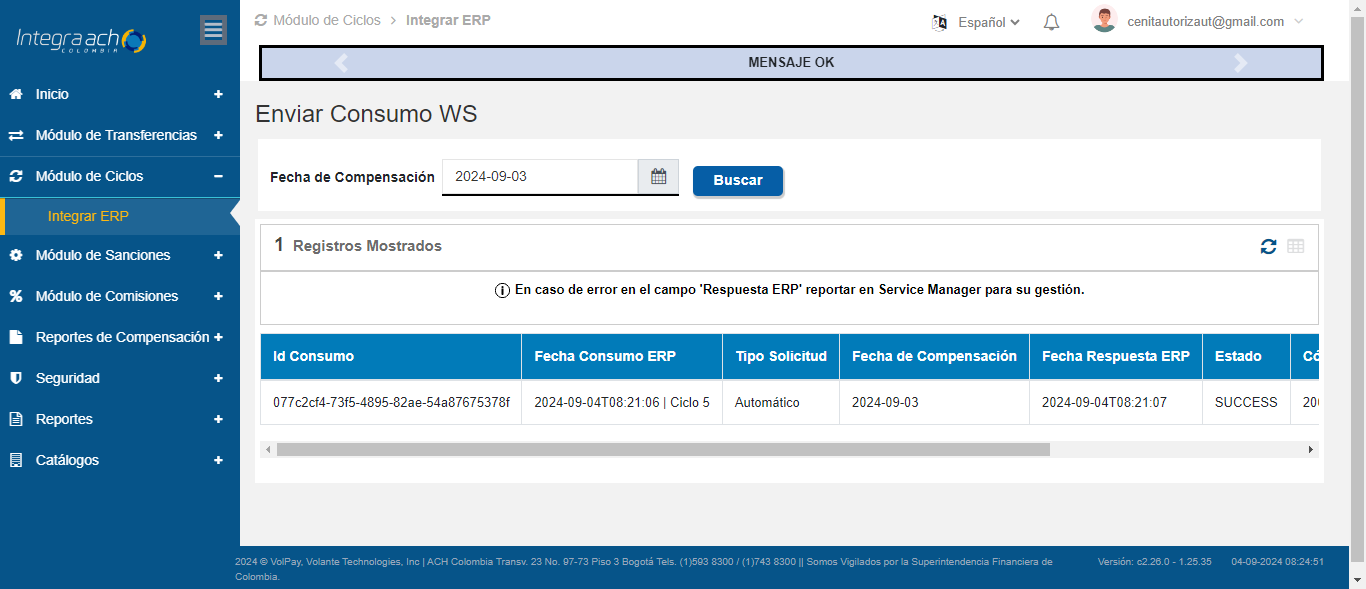 Integra ach
COLOMBIA
Módulo de Ciclos > Integrar ERP
Español
cenitautorizaut@gmail.com
MENSAJE OK
Inicio +
Módulo de Transferencias +
Módulo de Ciclos −
Integrar ERP
Módulo de Sanciones +
Módulo de Comisiones +
Reportes de Compensación +
Seguridad +
Reportes +
Catálogos +
Enviar Consumo WS
Fecha de Compensación 2024-09-03 Buscar
1 Registros Mostrados
En caso de error en el campo 'Respuesta ERP' reportar en Service Manager para su gestión.
Id Consumo Fecha Consumo ERP Tipo Solicitud Fecha de Compensación Fecha Respuesta ERP Estado Có
077c2cf4-73f5-4895-82ae-54a87675378f 2024-09-04T08:21:06 | Ciclo 5 Automático 2024-09-03 2024-09-04T08:21:07 SUCCESS
2024 © VolPay, Volante Technologies, Inc | ACH Colombia Transv. 23 No. 97-73 Piso 3 Bogotá Tels. (1)593 8300 / (1)743 8300 || Somos Vigilados por la Superintendencia Financiera de
Colombia.
Versión: c2.26.0 - 1.25.35 04-09-2024 08:24:51